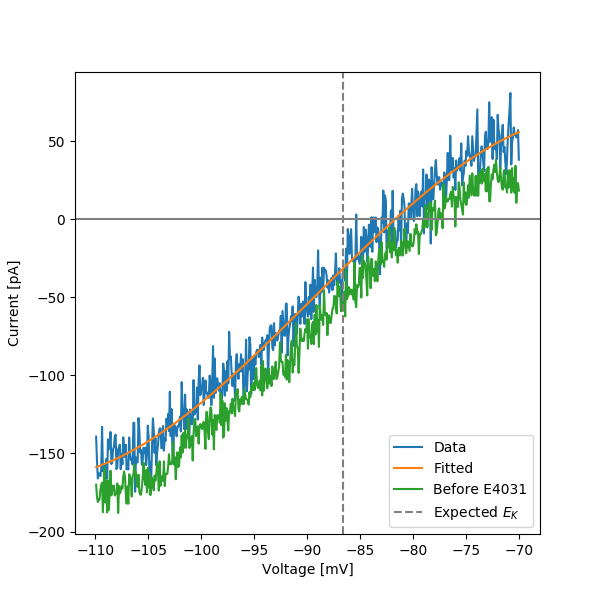 50
0
−50
−100
−150
−200
Current [pA]
−110 −105 −100 −95 −90 −85 −80 −75 −70
Voltage [mV]
Data
Fitted
Before E4031
Expected E_K